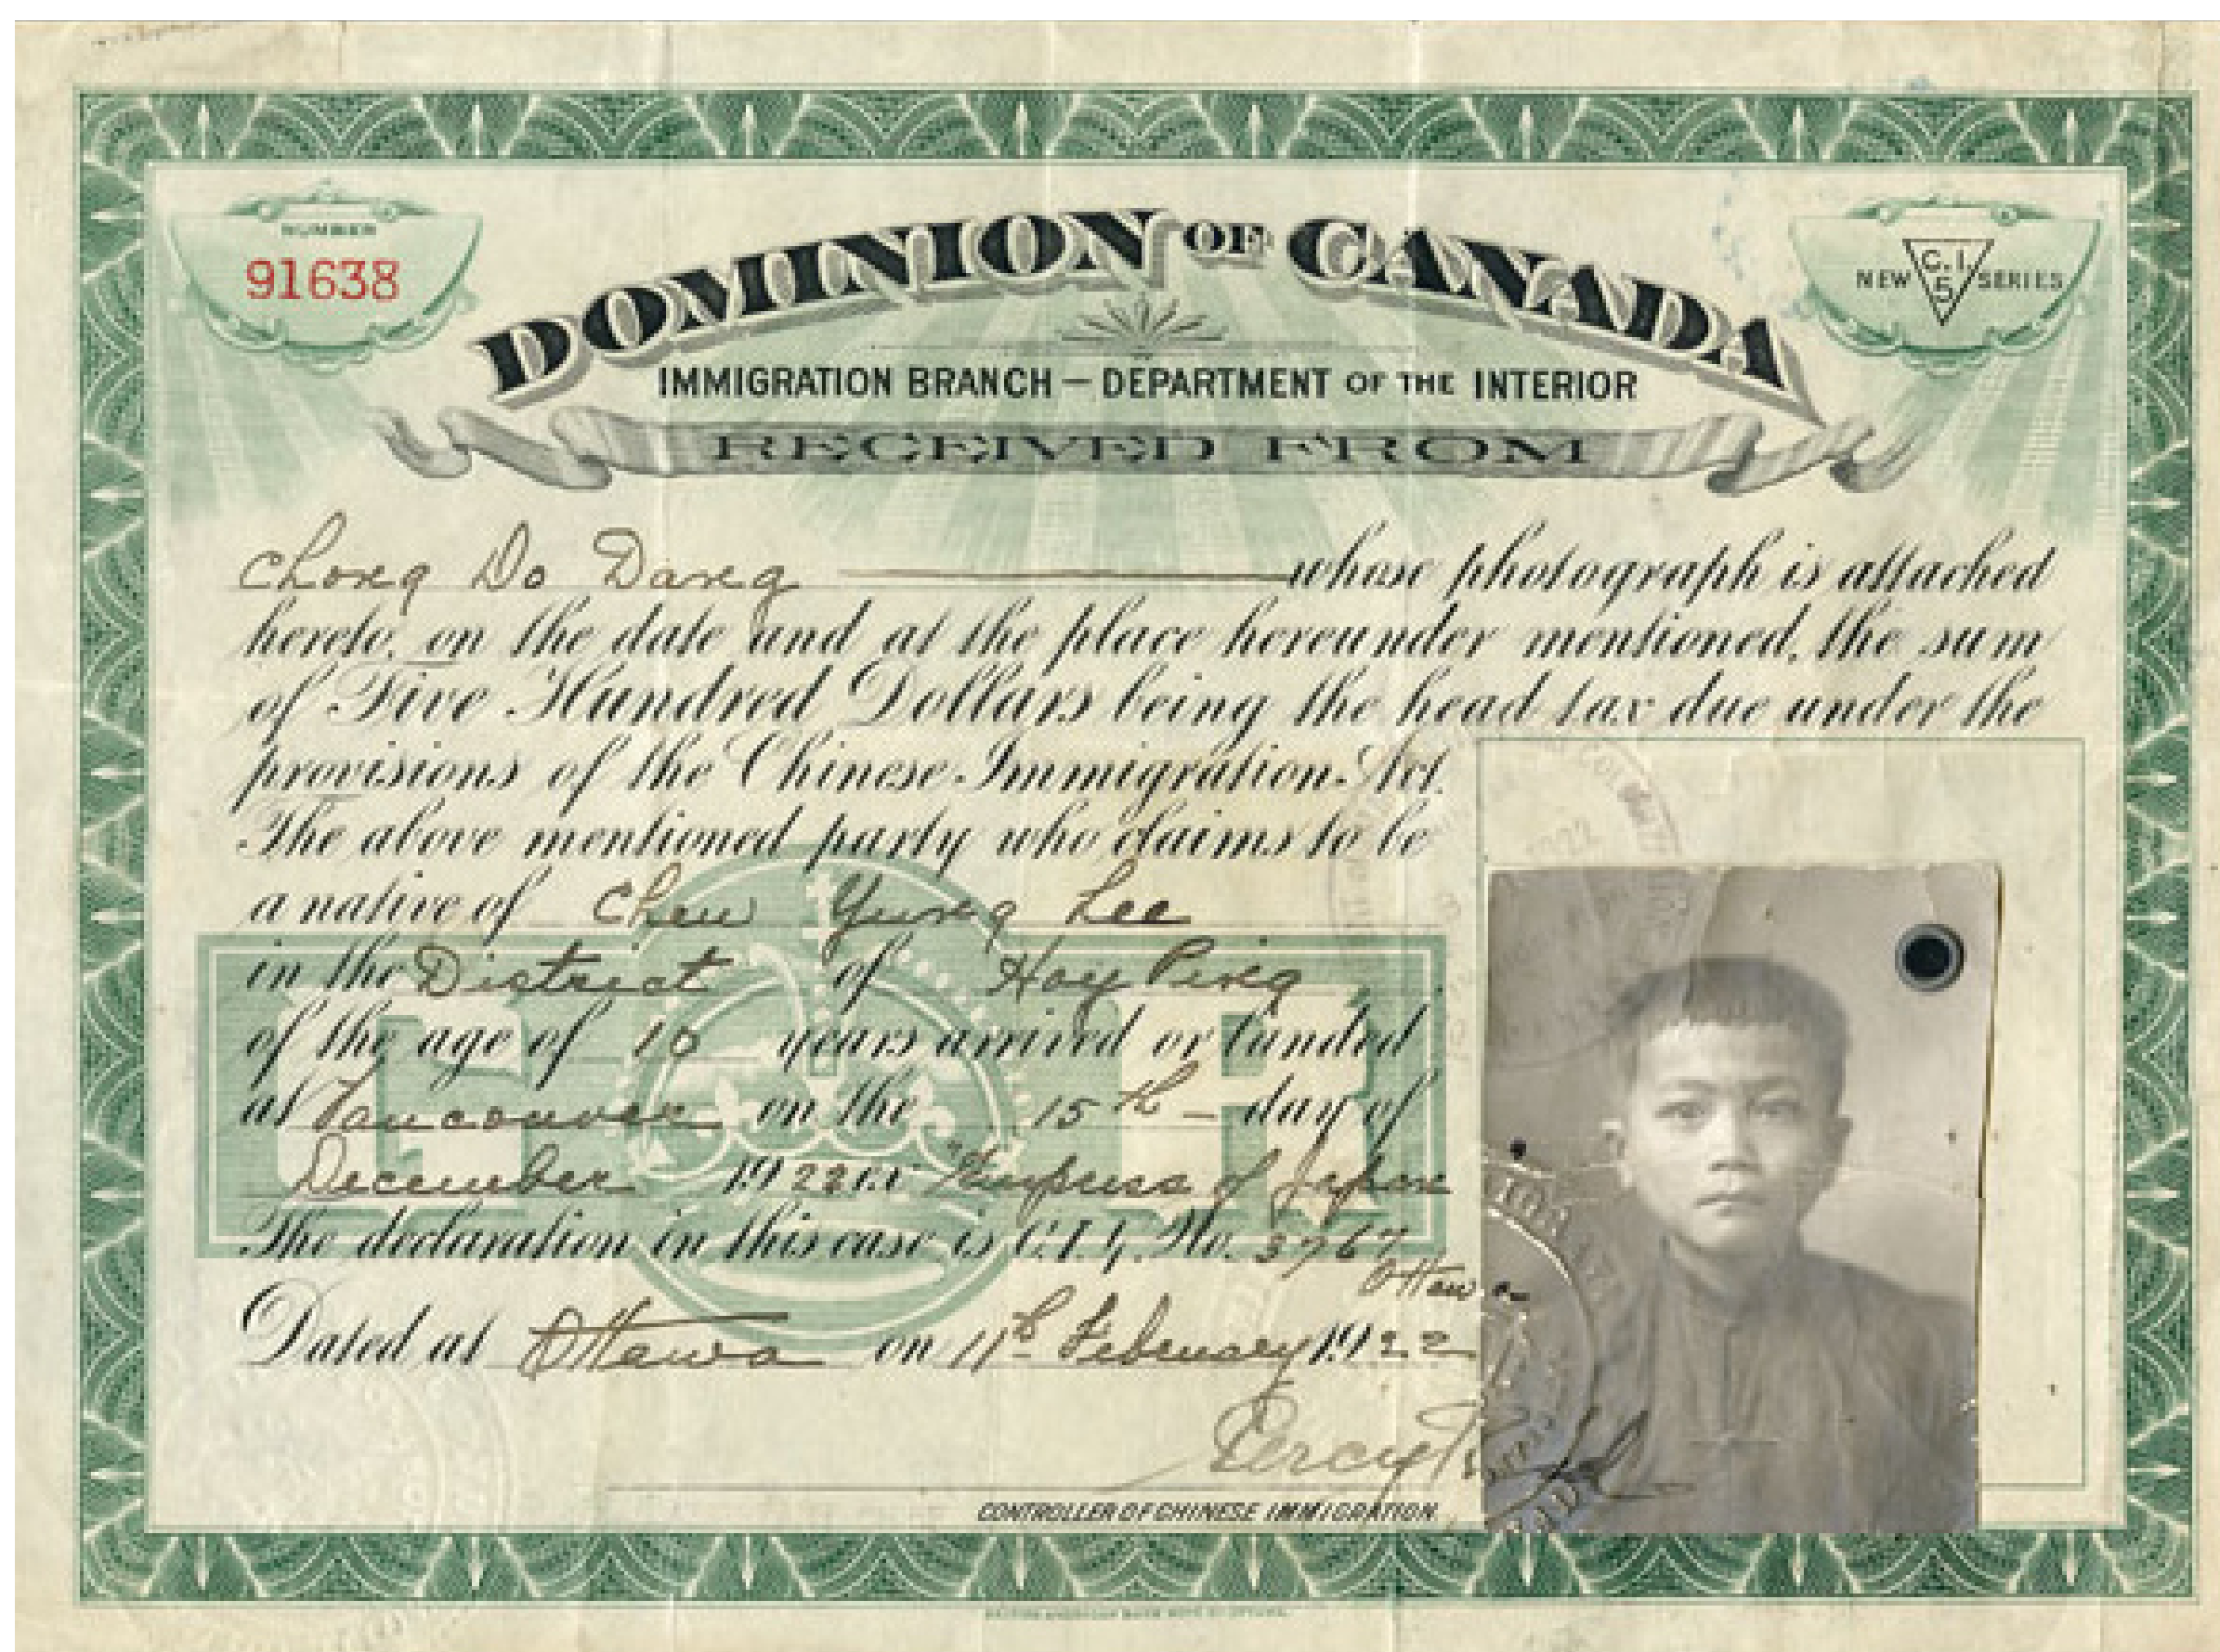 NUMBER
91638
NEW C.I.5 SERIES
DOMINION OF CANADA
IMMIGRATION BRANCH — DEPARTMENT OF THE INTERIOR
RECEIVED FROM
Chong Do Dang whose photograph is attached
hereto, on the date and at the place hereunder mentioned, the sum
of Five Hundred Dollars being the head tax due under the
provisions of the Chinese Immigration Act.
The above mentioned party who claims to be
a native of Chew Yung Lee
in the District of Hoy Ping
of the age of 10 years arrived or landed
at Vancouver on the 15th - day of
December 1922 ex "Empress of Japan
The declaration in this case is C.I.4. No. 3767
Ottawa
Dated at Ottawa on 11th February 1922
Percy Reid
CONTROLLER OF CHINESE IMMIGRATION
G R
1922